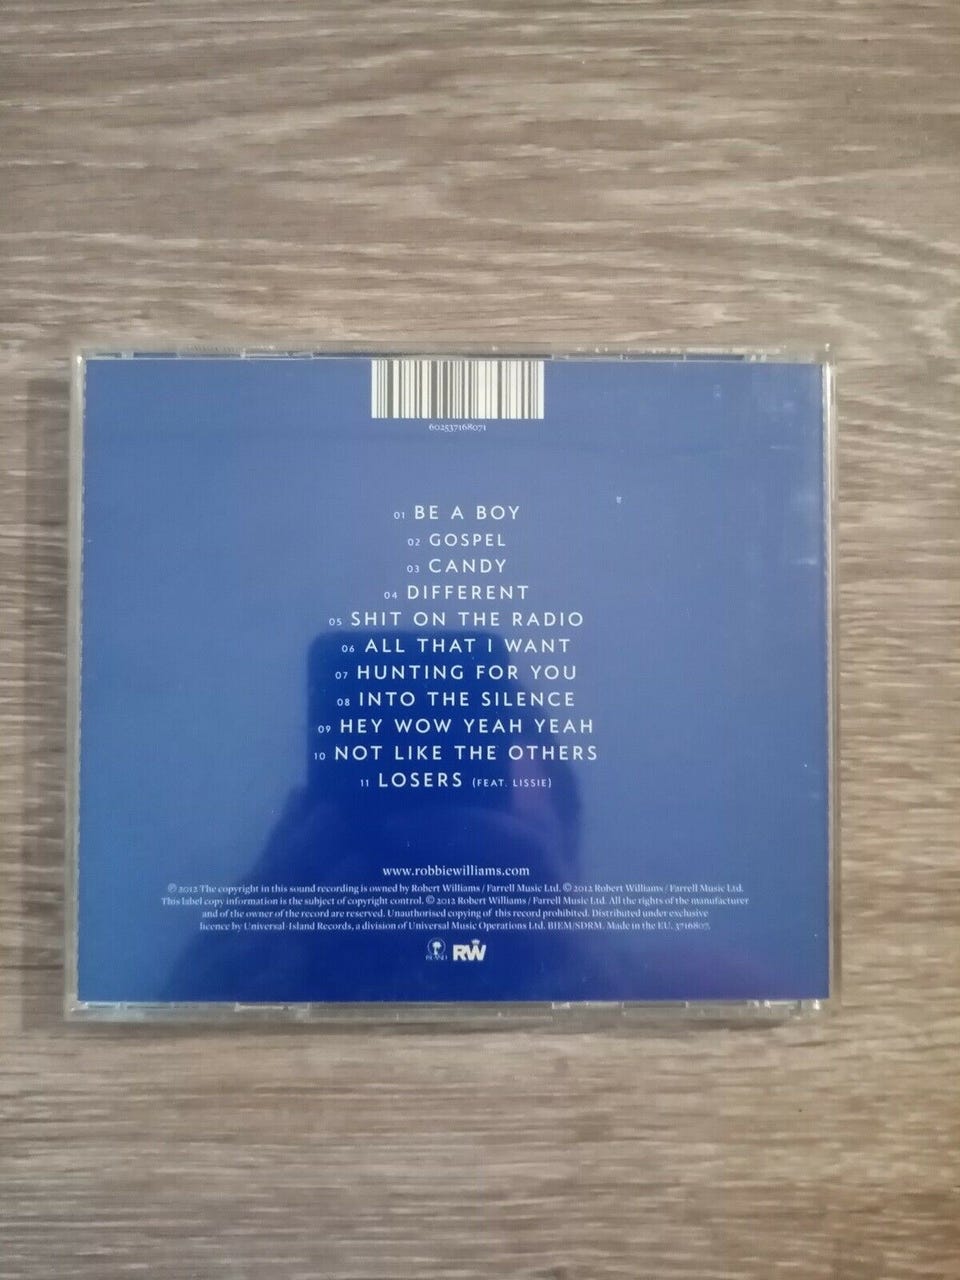 602537168071
01 BE A BOY
02 GOSPEL
03 CANDY
04 DIFFERENT
05 SHIT ON THE RADIO
06 ALL THAT I WANT
07 HUNTING FOR YOU
08 INTO THE SILENCE
09 HEY WOW YEAH YEAH
10 NOT LIKE THE OTHERS
11 LOSERS (FEAT. LISSIE)
www.robbiewilliams.com
℗ 2012 The copyright in this sound recording is owned by Robert Williams / Farrell Music Ltd. © 2012 Robert Williams / Farrell Music Ltd.
This label copy information is the subject of copyright control. © 2012 Robert Williams / Farrell Music Ltd. All the rights of the manufacturer
and of the owner of the record are reserved. Unauthorised copying of this record prohibited. Distributed under exclusive
licence by Universal-Island Records, a division of Universal Music Operations Ltd. BIEM/SDRM. Made in the EU. 3716807.
ISLAND RW